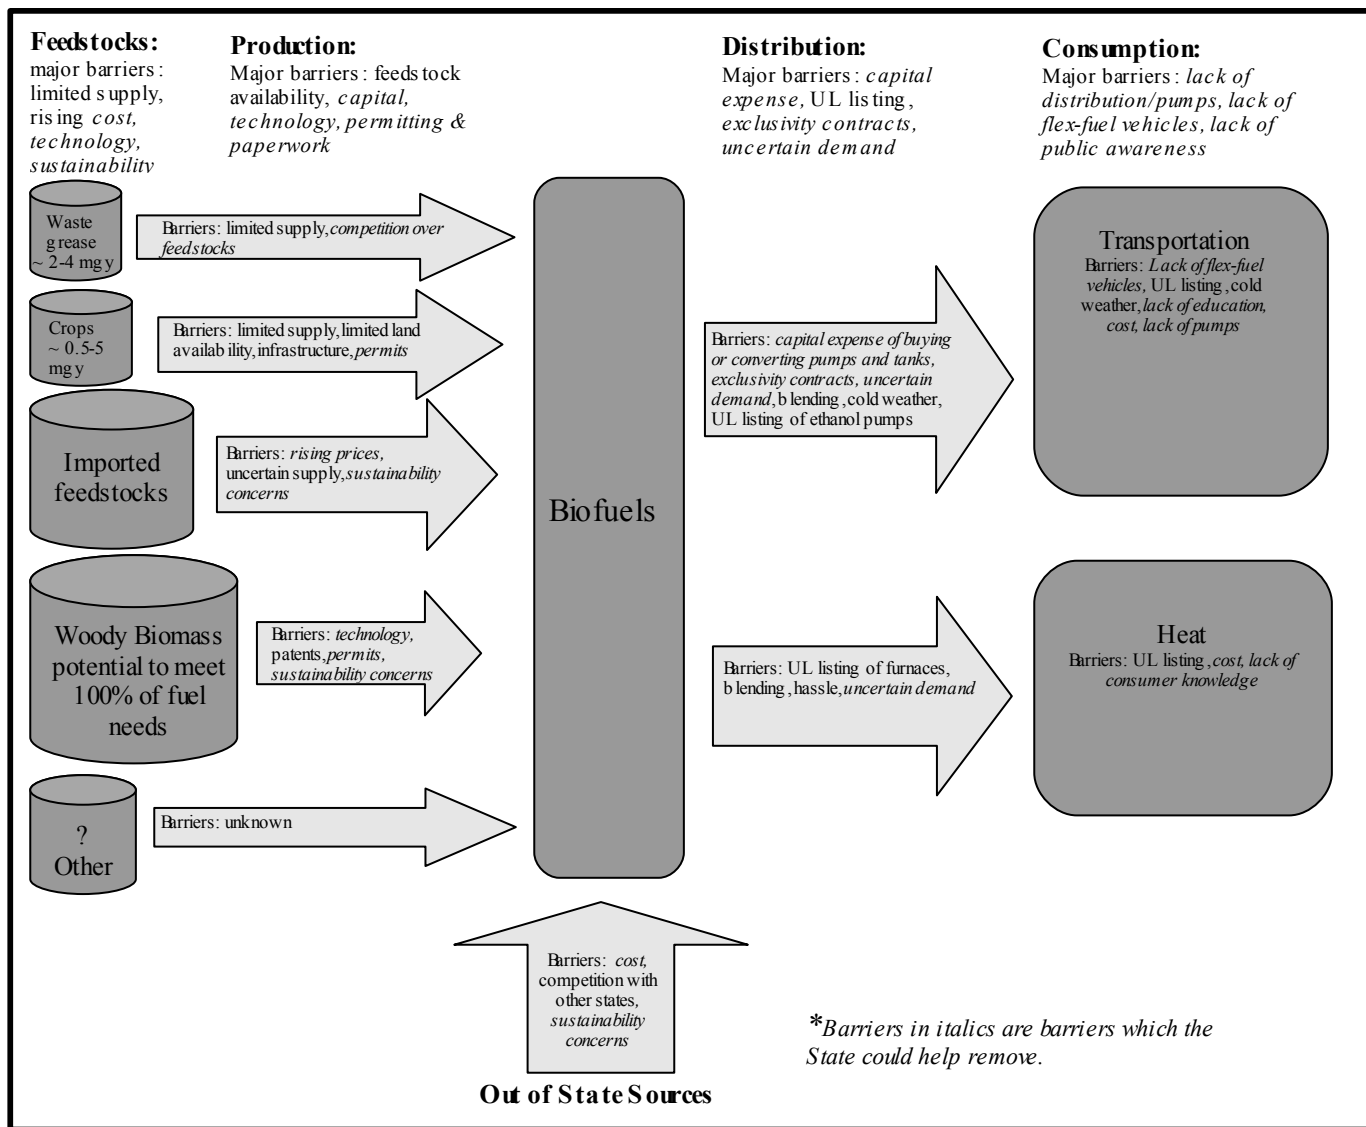 Feedstocks:
major barriers:
limited supply,
rising cost,
technology,
sustainability
Production:
Major barriers: feedstock
availability, capital,
technology, permitting &
paperwork
Distribution:
Major barriers: capital
expense, UL listing,
exclusivity contracts,
uncertain demand
Consumption:
Major barriers: lack of
distribution/pumps, lack of
flex-fuel vehicles, lack of
public awareness
Waste
grease
~ 2-4 mgy
Barriers: limited supply, competition over
feedstocks
Crops
~ 0.5-5
mgy
Barriers: limited supply, limited land
availability, infrastructure, permits
Imported
feedstocks
Barriers: rising prices,
uncertain supply, sustainability
concerns
Woody Biomass
potential to meet
100% of fuel
needs
Barriers: technology,
patents, permits,
sustainability concerns
?
Other
Barriers: unknown
Biofuels
Barriers: capital expense of buying
or converting pumps and tanks,
exclusivity contracts, uncertain
demand, blending, cold weather,
UL listing of ethanol pumps
Transportation
Barriers: Lack of flex-fuel
vehicles, UL listing, cold
weather, lack of education,
cost, lack of pumps
Barriers: UL listing of furnaces,
blending, hassle, uncertain demand
Heat
Barriers: UL listing, cost, lack of
consumer knowledge
Barriers: cost,
competition with
other states,
sustainability
concerns
Out of State Sources
*Barriers in italics are barriers which the
State could help remove.